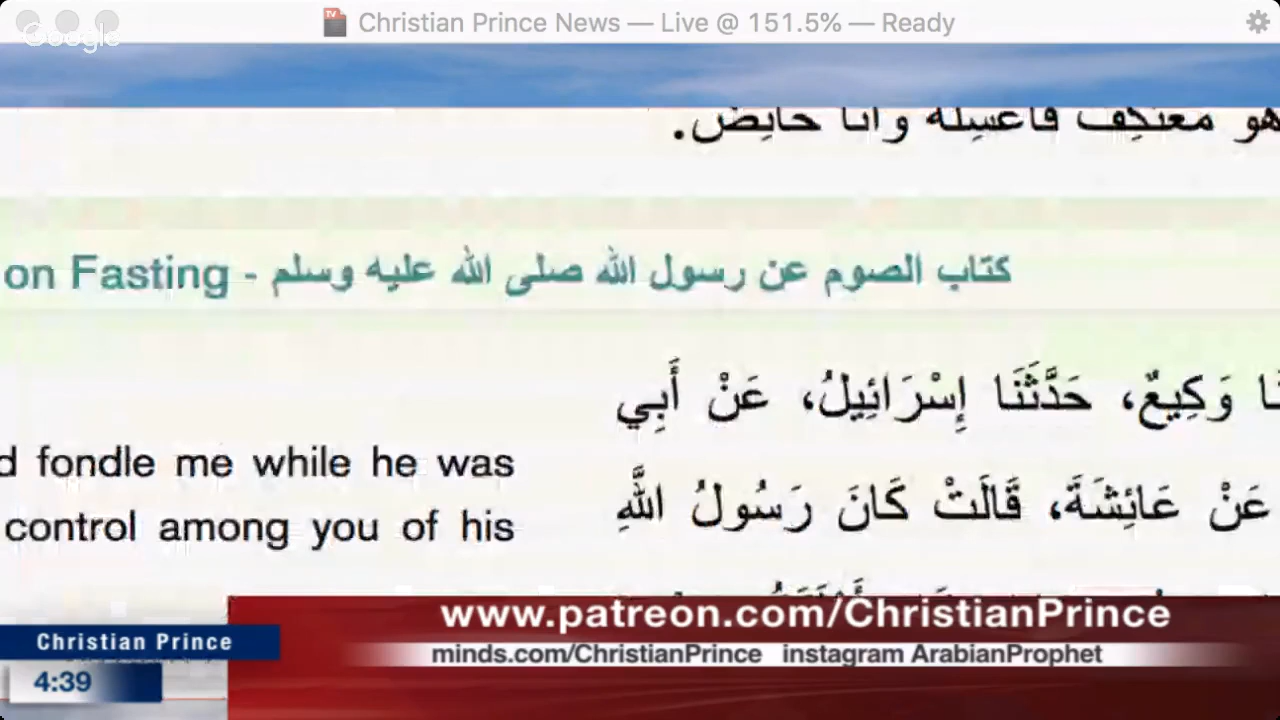 Christian Prince News — Live @ 151.5% — Ready
Google
هو معتكف فأغسله وأنا حائض.
on Fasting - كتاب الصوم عن رسول الله صلى الله عليه وسلم
وَكِيعٌ، حَدَّثَنَا إِسْرَائِيلُ، عَنْ أَبِي
fondle me while he was
عَنْ عَائِشَةَ، قَالَتْ كَانَ رَسُولُ اللَّهِ
control among you of his
www.patreon.com/ChristianPrince
Christian Prince
minds.com/ChristianPrince instagram ArabianProphet
4:39